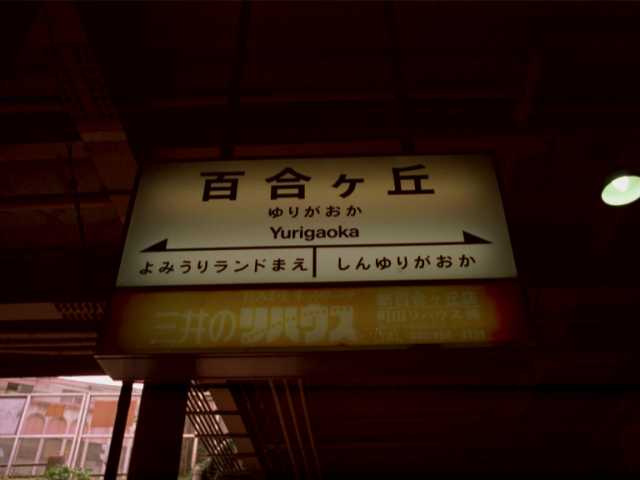 百合ヶ丘
ゆりがおか
Yurigaoka
よみうりランドまえ しんゆりがおか
三井のリハウス